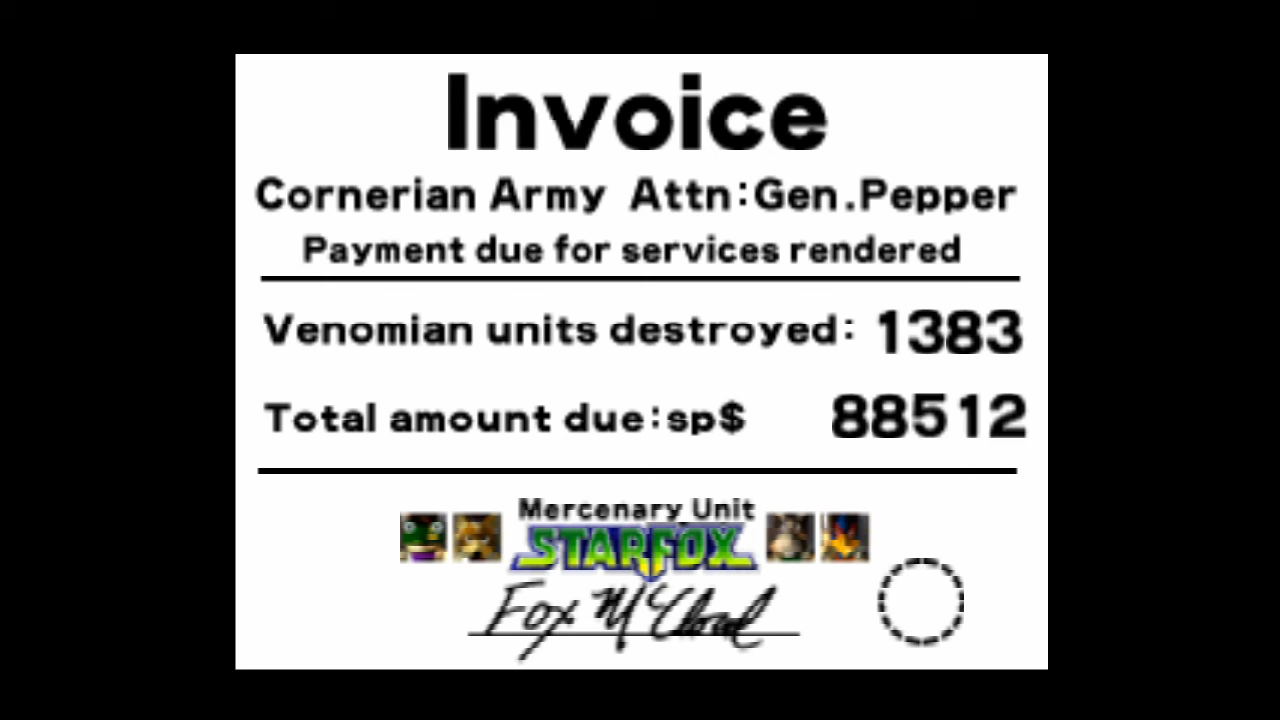 Invoice
Cornerian Army Attn:Gen.Pepper
Payment due for services rendered
Venomian units destroyed: 1383
Total amount due:sp$ 88512
Mercenary Unit
STARFOX
Fox McCloud